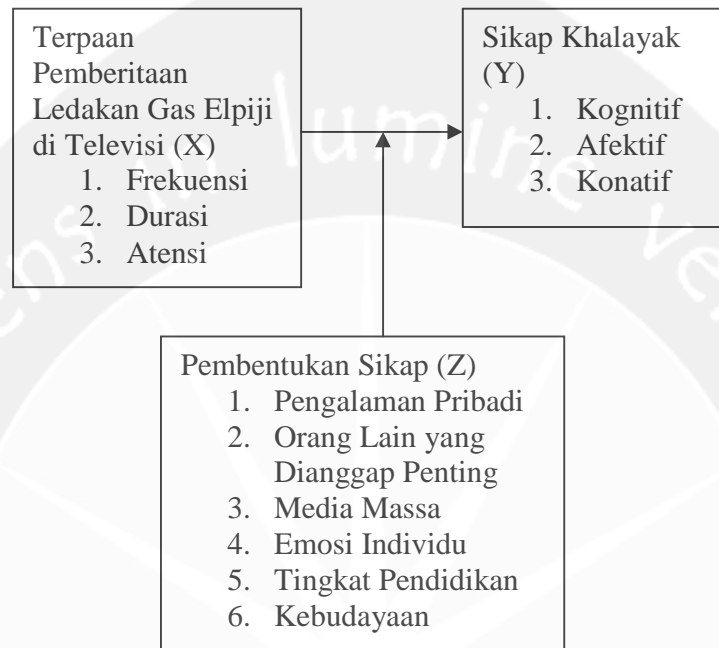 Terpaan
Pemberitaan
Ledakan Gas Elpiji
di Televisi (X)
1. Frekuensi
2. Durasi
3. Atensi
Sikap Khalayak
(Y)
1. Kognitif
2. Afektif
3. Konatif
Pembentukan Sikap (Z)
1. Pengalaman Pribadi
2. Orang Lain yang
Dianggap Penting
3. Media Massa
4. Emosi Individu
5. Tingkat Pendidikan
6. Kebudayaan
lumine